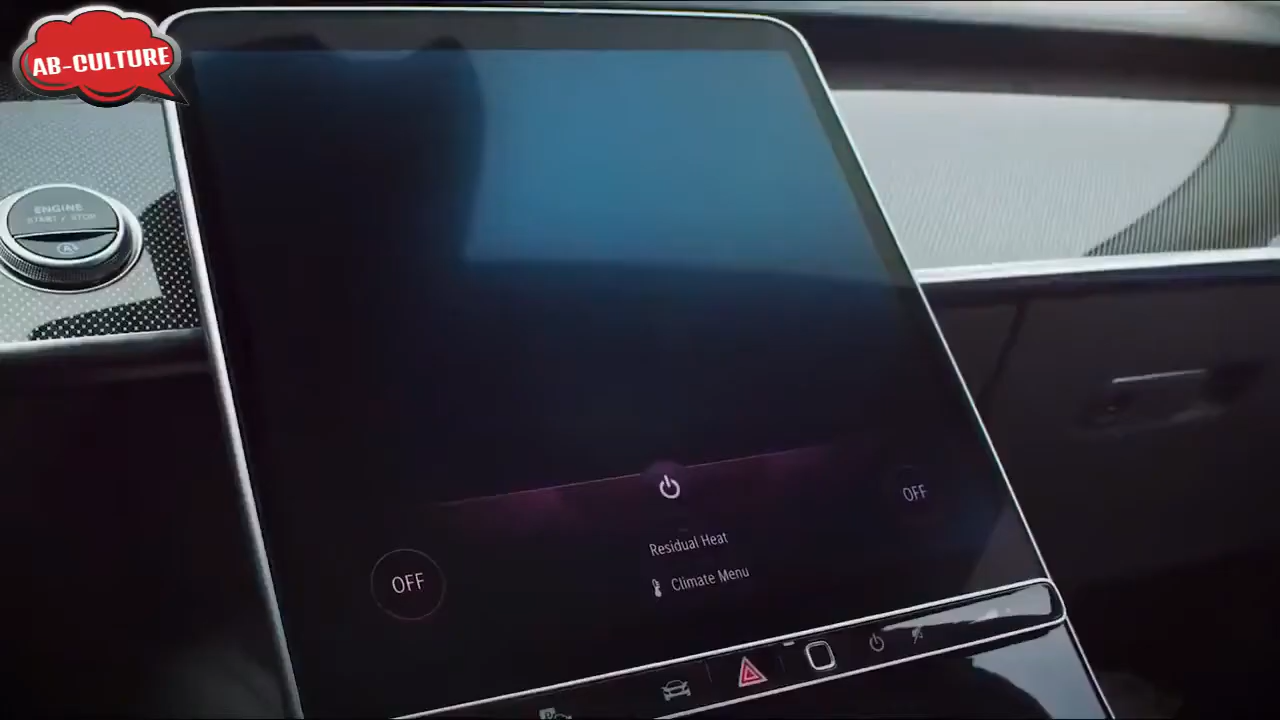 AB-CULTURE
ENGINE
START / STOP
OFF
Residual Heat
Climate Menu
OFF